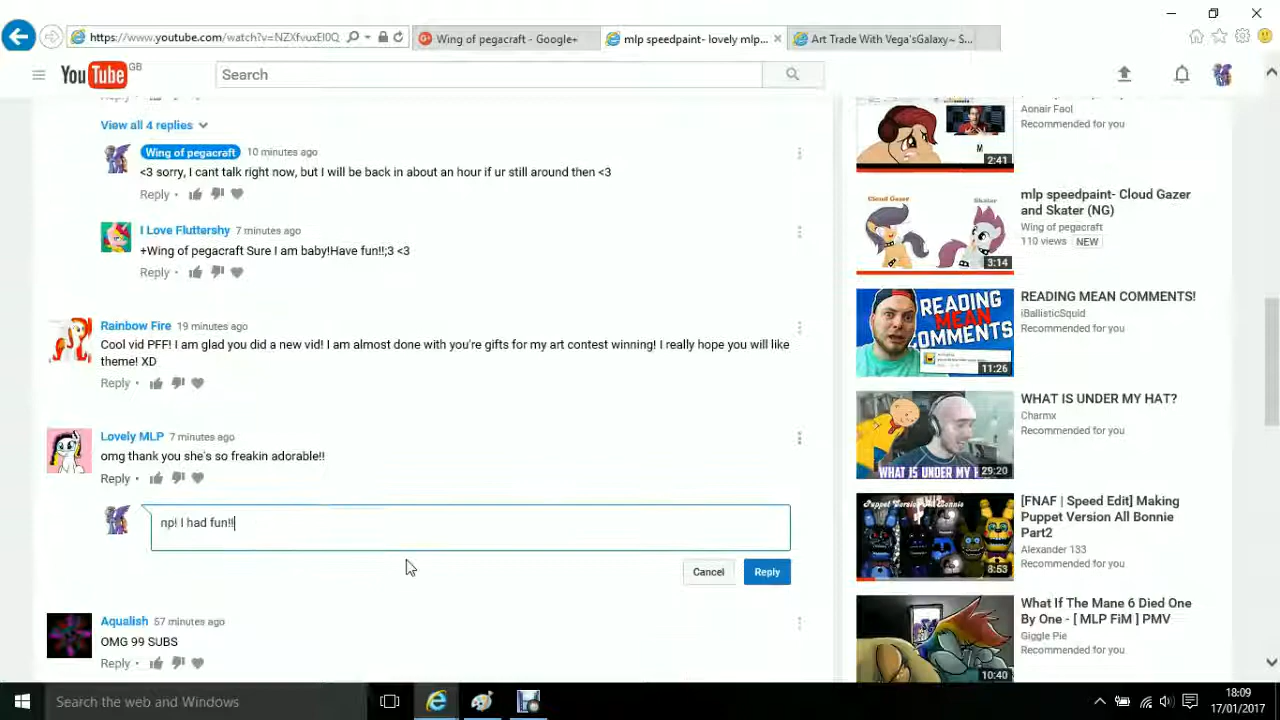 https://www.youtube.com/watch?v=NZXfvuxEI0Q
Wing of pegacraft - Google+
mlp speedpaint- lovely mlp...
Art Trade With Vega'sGalaxy~ S...
YouTube GB
Search
View all 4 replies
Wing of pegacraft 10 minutes ago
<3 sorry, I cant talk right now, but I will be back in about an hour if ur still around then <3
Reply
I Love Fluttershy 7 minutes ago
+Wing of pegacraft Sure I am baby!Have fun!!;3 <3
Reply
Rainbow Fire 19 minutes ago
Cool vid PFF! I am glad you did a new vid! I am almost done with you're gifts for my art contest winning! I really hope you will like
theme! XD
Reply
Lovely MLP 7 minutes ago
omg thank you she's so freakin adorable!!
Reply
np! I had fun!!
Cancel
Reply
Aqualish 57 minutes ago
OMG 99 SUBS
Reply
Aonair Faol
Recommended for you
2:41
Cloud Gazer
Skater
3:14
mlp speedpaint- Cloud Gazer
and Skater (NG)
Wing of pegacraft
110 views NEW
READING
MEAN
COMMENTS!
11:26
READING MEAN COMMENTS!
iBallisticSquid
Recommended for you
WHAT IS UNDER MY
29:20
WHAT IS UNDER MY HAT?
Charmx
Recommended for you
8:53
[FNAF | Speed Edit] Making
Puppet Version All Bonnie
Part2
Alexander 133
Recommended for you
10:40
What If The Mane 6 Died One
By One - [ MLP FiM ] PMV
Giggle Pie
Recommended for you
Search the web and Windows
18:09
17/01/2017